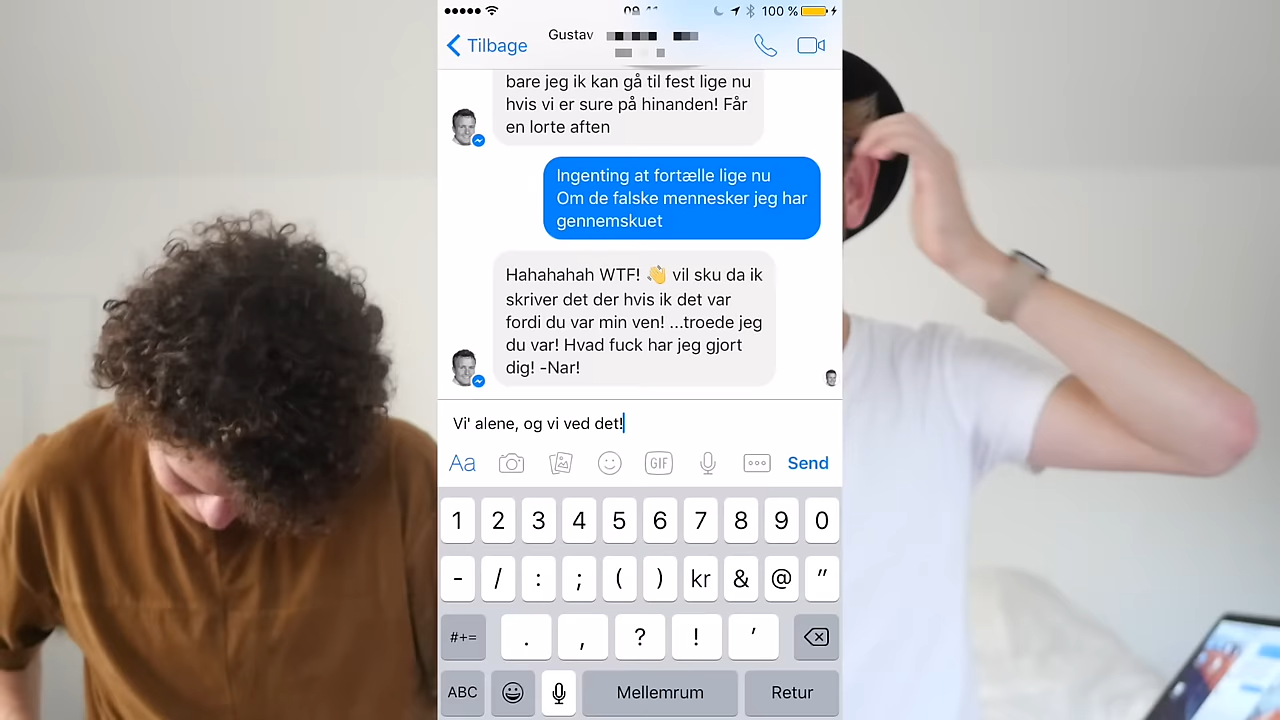 100 %
Tilbage
Gustav
bare jeg ik kan gå til fest lige nu
hvis vi er sure på hinanden! Får
en lorte aften
Ingenting at fortælle lige nu
Om de falske mennesker jeg har
gennemskuet
Hahahahah WTF! 👋 vil sku da ik
skriver det der hvis ik det var
fordi du var min ven! ...troede jeg
du var! Hvad fuck har jeg gjort
dig! -Nar!
Vi' alene, og vi ved det!
Aa GIF Send
1 2 3 4 5 6 7 8 9 0
- / : ; ( ) kr & @ ”
#+= . , ? ! ’
ABC Mellemrum Retur